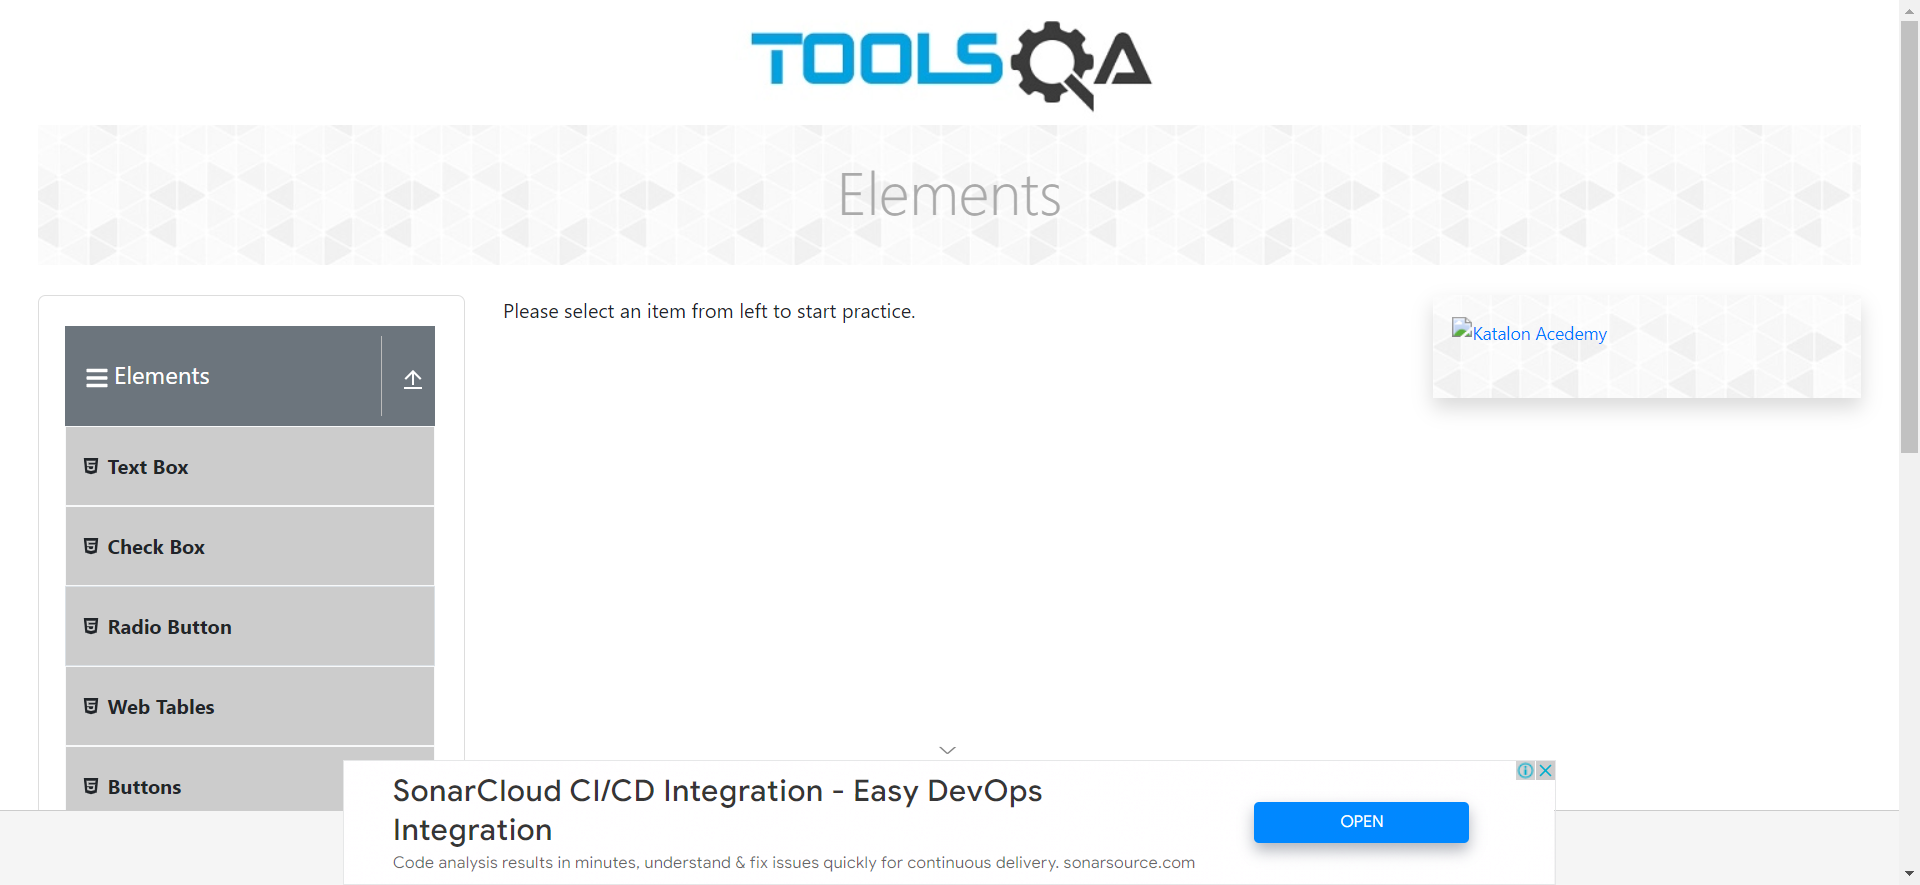 TOOLSQA
Elements
Please select an item from left to start practice.
Katalon Acedemy
Elements
Text Box
Check Box
Radio Button
Web Tables
Buttons
SonarCloud CI/CD Integration - Easy DevOps
Integration
Code analysis results in minutes, understand & fix issues quickly for continuous delivery. sonarsource.com
OPEN